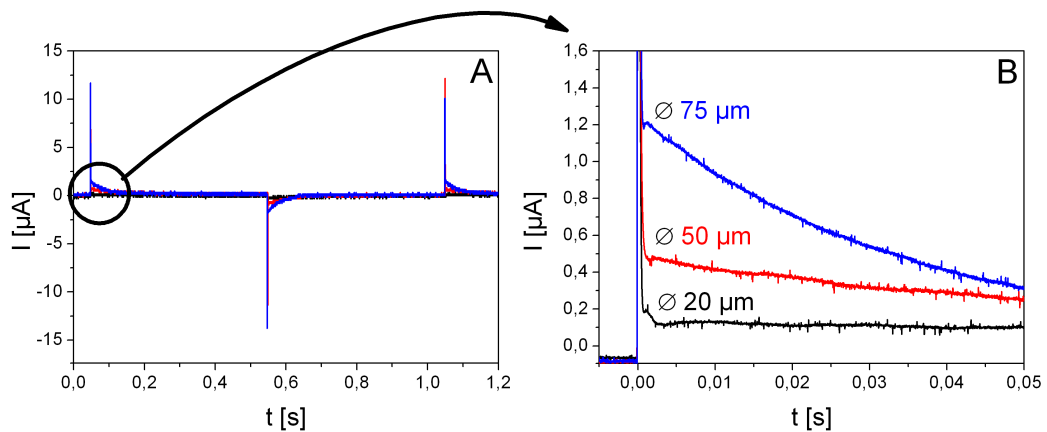 A
15
10
5
0
-5
-10
-15
I [µA]
0,0 0,2 0,4 0,6 0,8 1,0 1,2
t [s]
B
1,6
1,4
1,2
1,0
0,8
0,6
0,4
0,2
0,0
I [µA]
∅ 75 µm
∅ 50 µm
∅ 20 µm
0,00 0,01 0,02 0,03 0,04 0,05
t [s]